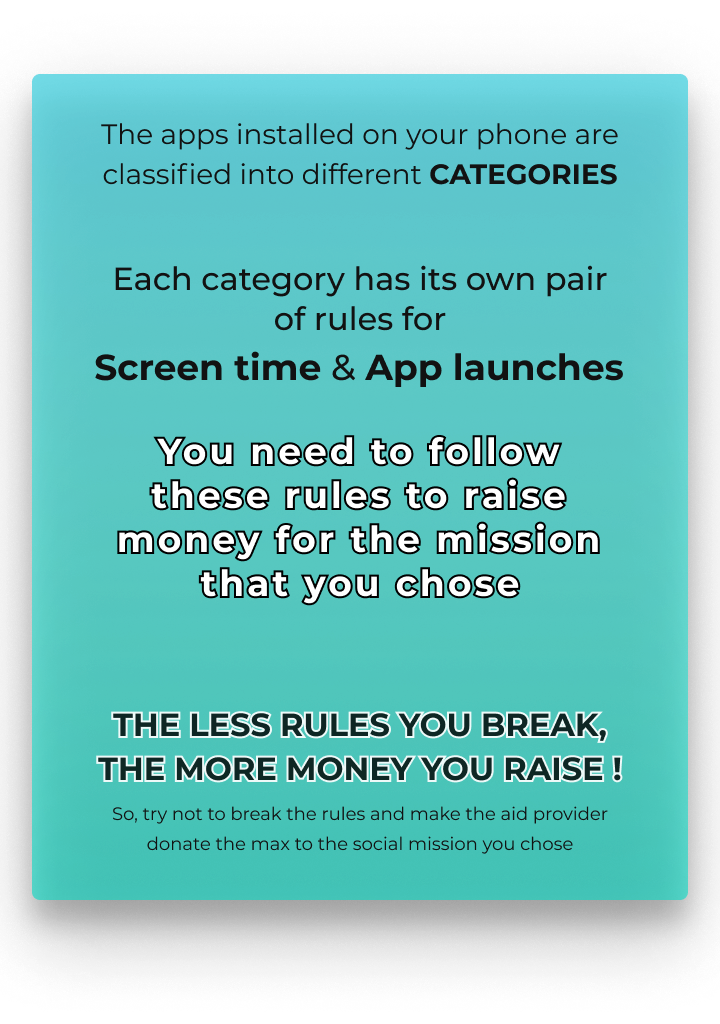 The apps installed on your phone are
classified into different CATEGORIES
Each category has its own pair
of rules for
Screen time & App launches
You need to follow
these rules to raise
money for the mission
that you chose
THE LESS RULES YOU BREAK,
THE MORE MONEY YOU RAISE !
So, try not to break the rules and make the aid provider
donate the max to the social mission you chose